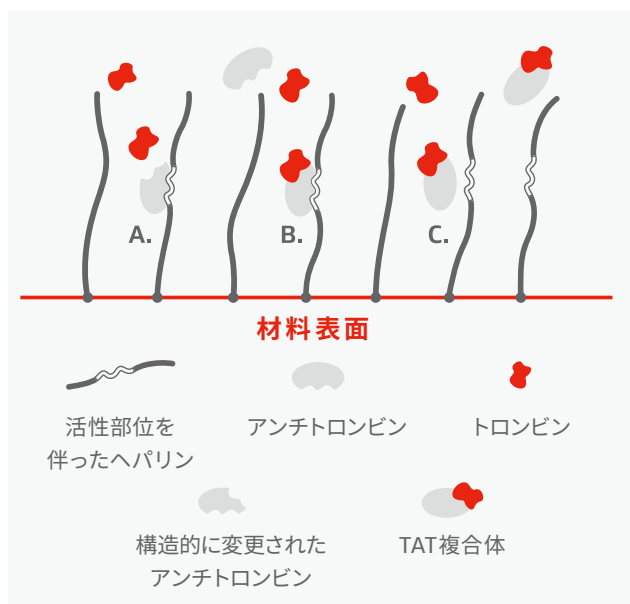 A.
B.
C.
材料表面
活性部位を
伴ったヘパリン
アンチトロンビン
トロンビン
構造的に変更された
アンチトロンビン
TAT複合体